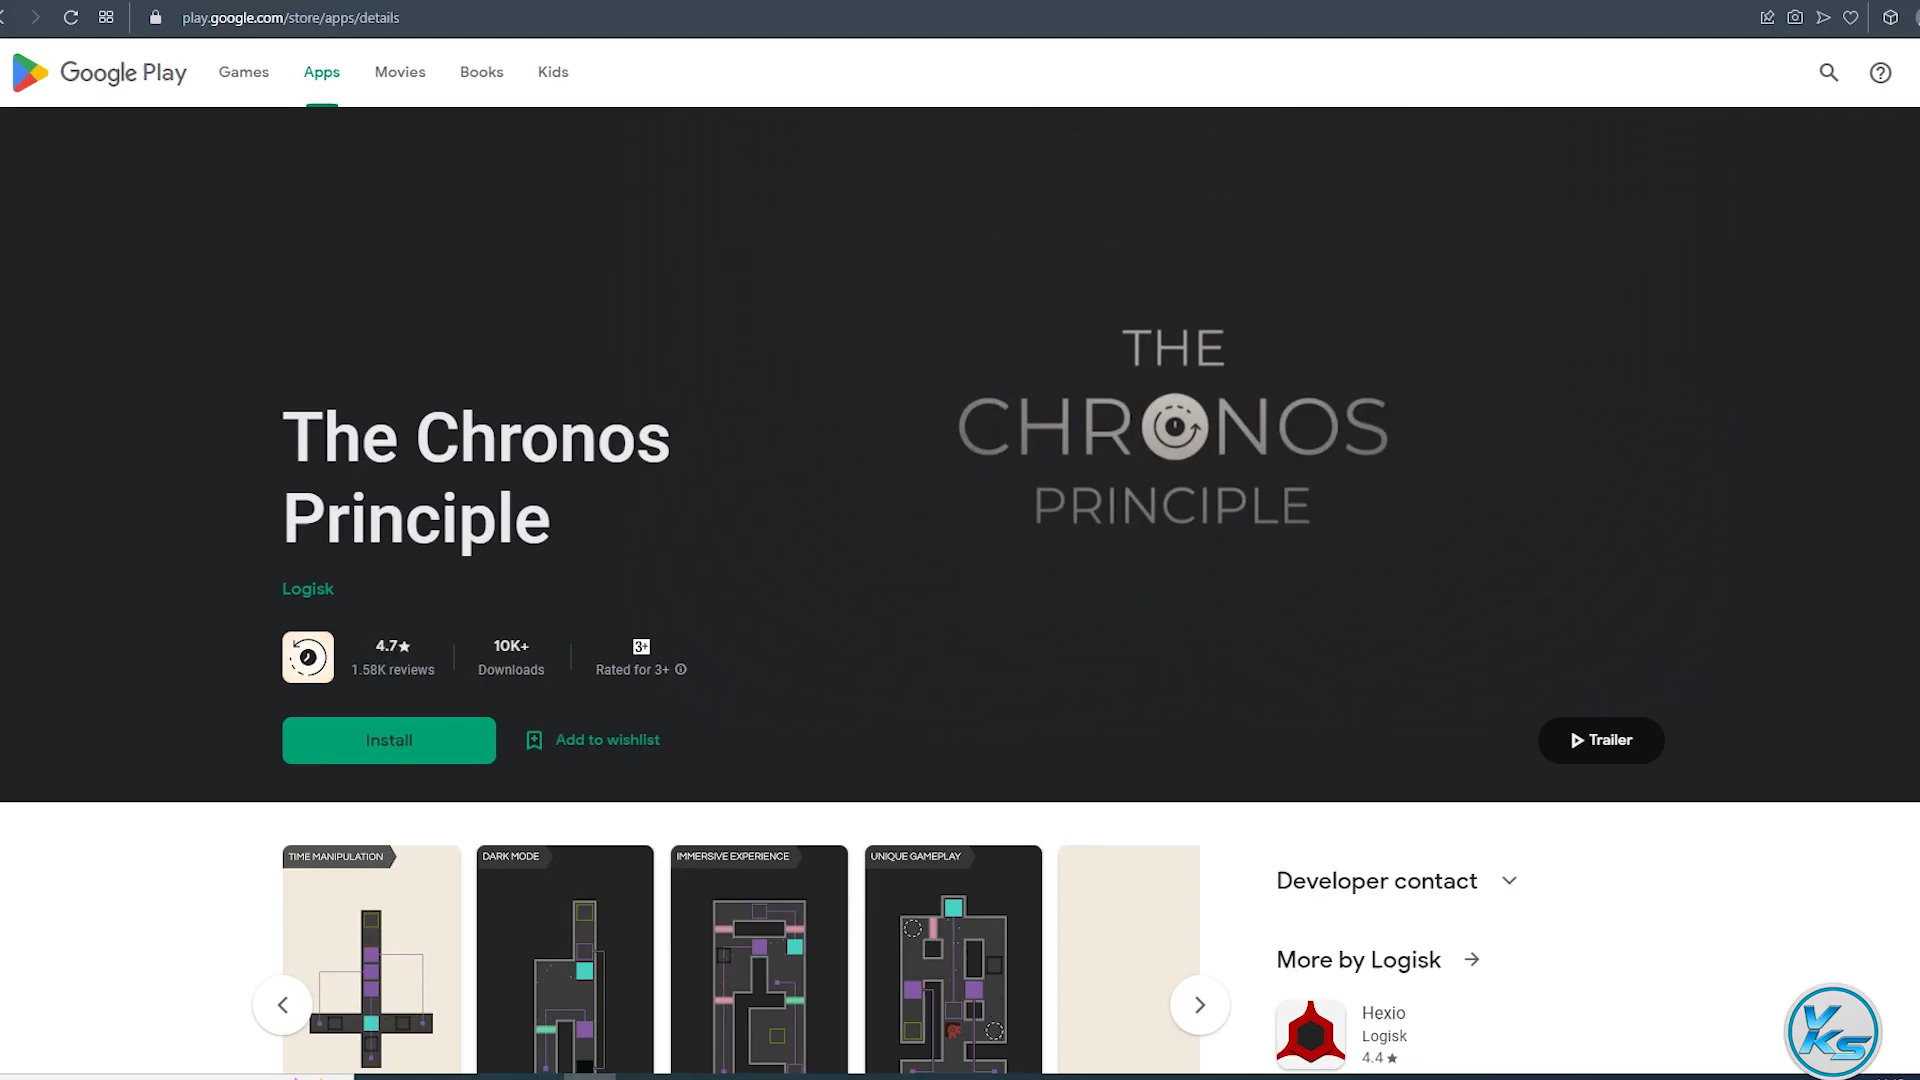 play.google.com/store/apps/details
Google Play
Games
Apps
Movies
Books
Kids
THE
CHRONOS
PRINCIPLE
The Chronos
Principle
Logisk
4.7★
1.58K reviews
10K+
Downloads
3+
Rated for 3+
Install
Add to wishlist
Trailer
TIME MANIPULATION
DARK MODE
IMMERSIVE EXPERIENCE
UNIQUE GAMEPLAY
Developer contact
More by Logisk
Hexio
Logisk
4.4★
VKS